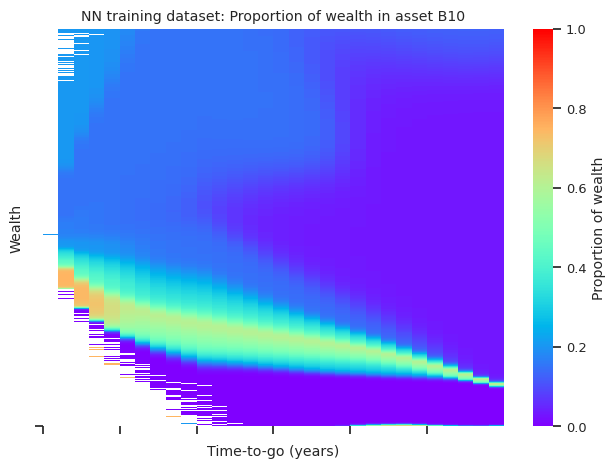 NN training dataset: Proportion of wealth in asset B10
Wealth
Time-to-go (years)
1.0
0.8
0.6
0.4
0.2
0.0
Proportion of wealth